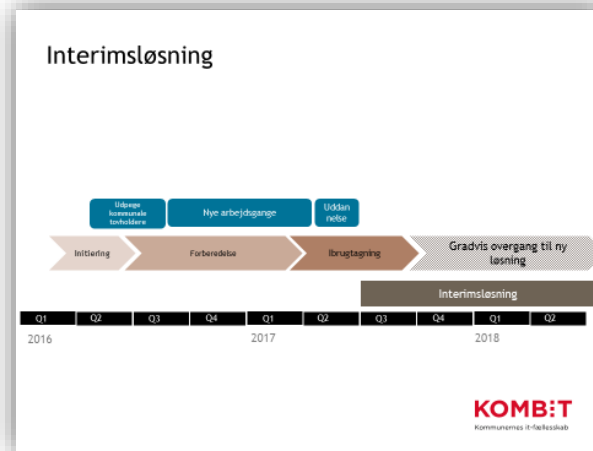 Interimsløsning
Udpege
kommunale
tovholdere
Nye arbejdsgange
Uddan
nelse
Initiering
Forberedelse
Ibrugtagning
Gradvis overgang til ny
løsning
Interimsløsning
Q1 Q2 Q3 Q4 Q1 Q2 Q3 Q4 Q1 Q2
2016 2017 2018
KOMB:T
Kommunernes it-fællesskab